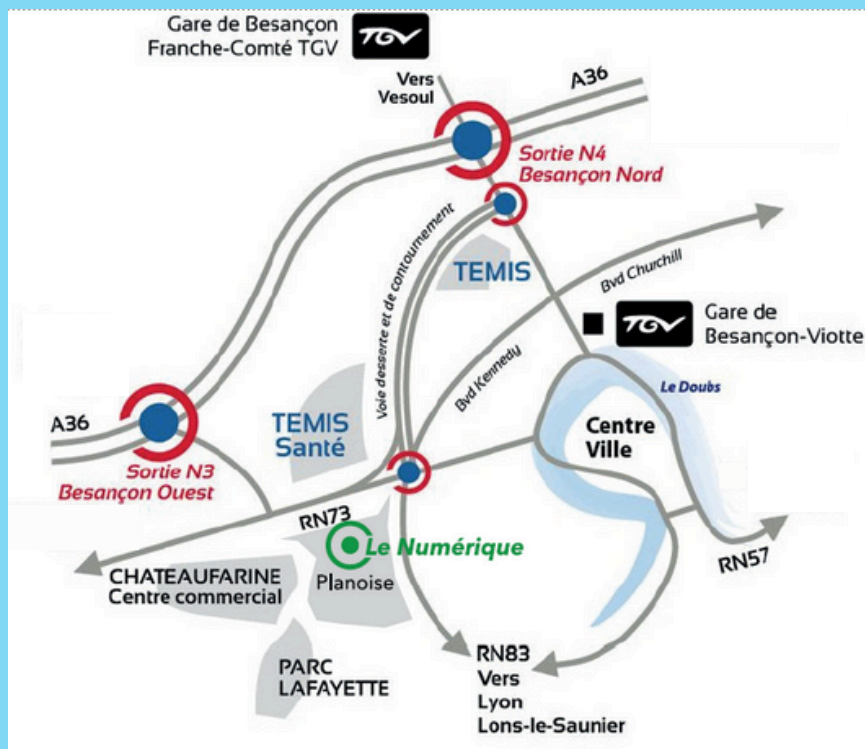 Gare de Besançon
Franche-Comté TGV
TGV
Vers
Vesoul
A36
Sortie N4
Besançon Nord
Voie desserte et de contournement
TEMIS
Bvd Churchill
TGV
Gare de
Besançon-Viotte
Bvd Kennedy
Le Doubs
A36
TEMIS
Santé
Centre
Ville
Sortie N3
Besançon Ouest
RN73
Le Numérique
RN57
CHATEAUFARINE
Centre commercial
Planoise
PARC
LAFAYETTE
RN83
Vers
Lyon
Lons-le-Saunier